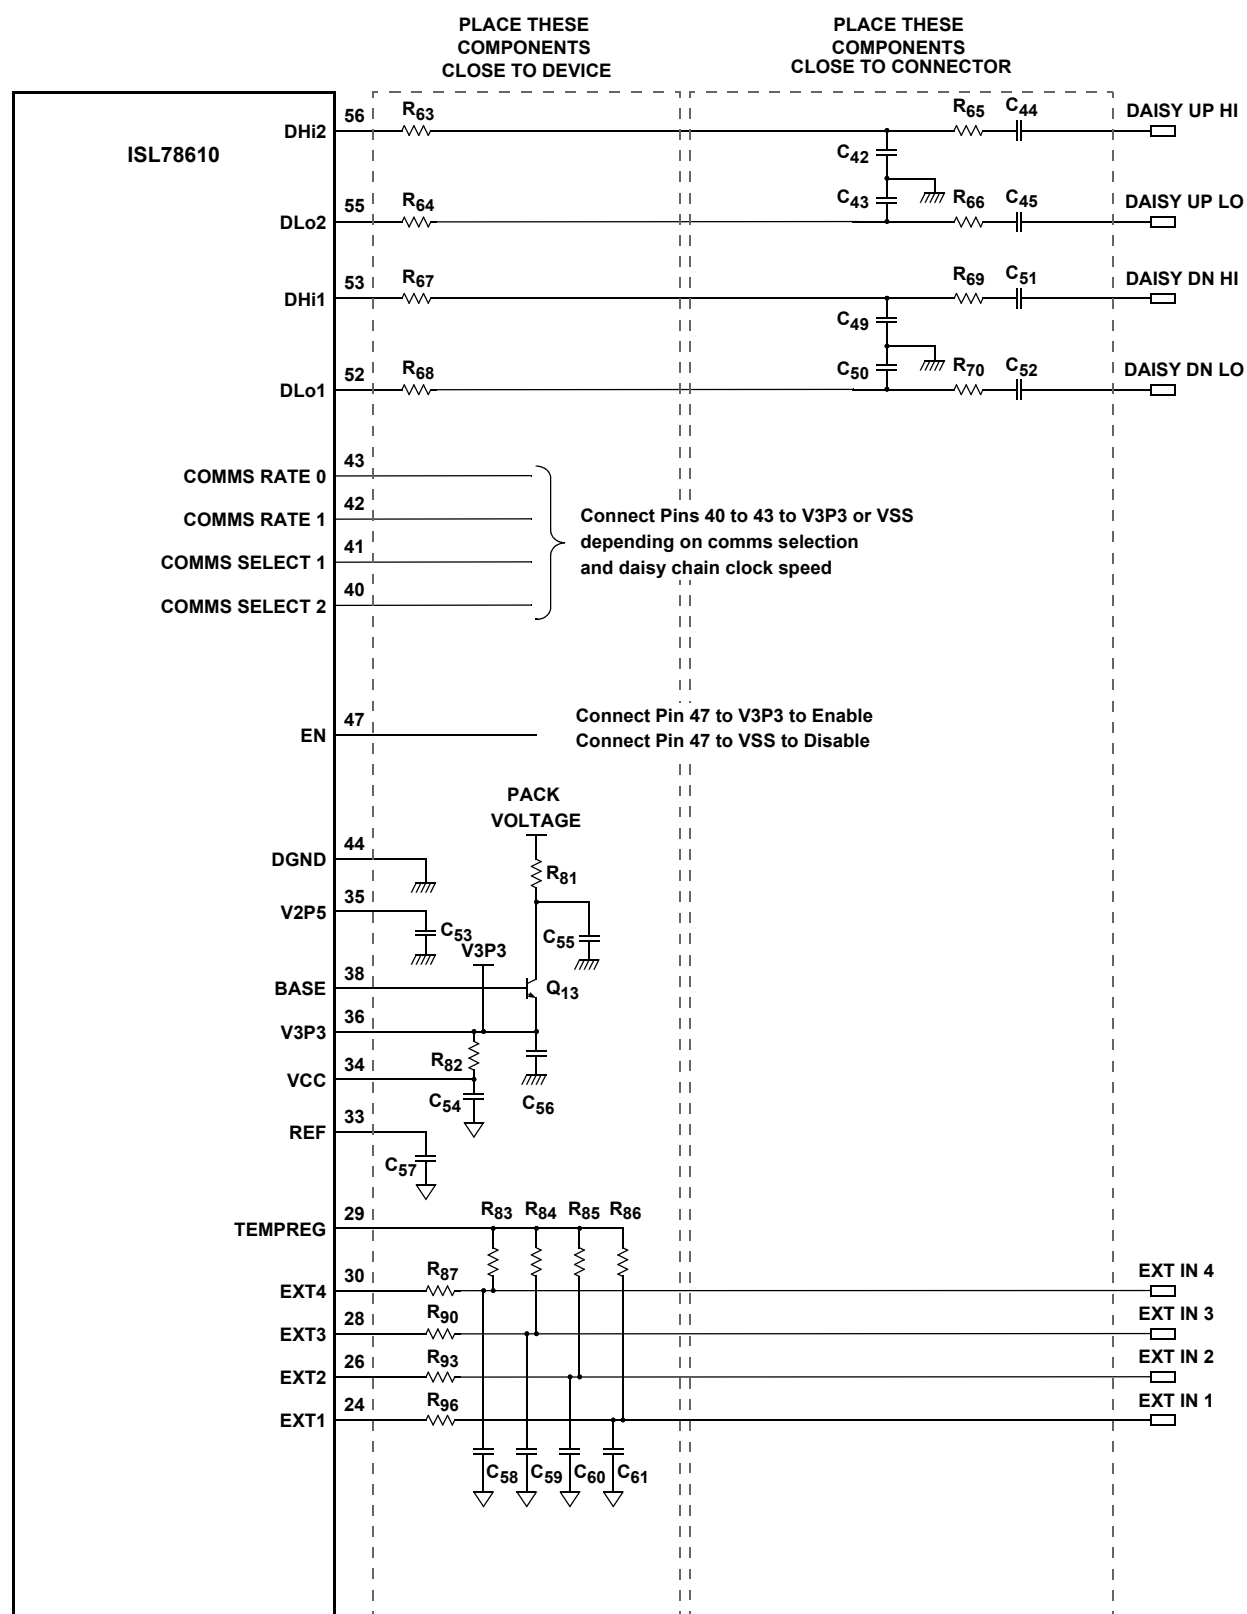 PLACE THESE
COMPONENTS
CLOSE TO DEVICE
PLACE THESE
COMPONENTS
CLOSE TO CONNECTOR
ISL78610
DHi2
56
R63
R65
C44
DAISY UP HI
C42
DLo2
55
R64
C43
R66
C45
DAISY UP LO
DHi1
53
R67
R69
C51
DAISY DN HI
C49
DLo1
52
R68
C50
R70
C52
DAISY DN LO
COMMS RATE 0
43
COMMS RATE 1
42
COMMS SELECT 1
41
COMMS SELECT 2
40
Connect Pins 40 to 43 to V3P3 or VSS
depending on comms selection
and daisy chain clock speed
EN
47
Connect Pin 47 to V3P3 to Enable
Connect Pin 47 to VSS to Disable
PACK
VOLTAGE
DGND
44
R81
V2P5
35
C53
C55
V3P3
BASE
38
Q13
V3P3
36
R82
VCC
34
C54
C56
REF
33
C57
TEMPREG
29
R83
R84
R85
R86
EXT4
30
R87
EXT IN 4
EXT3
28
R90
EXT IN 3
EXT2
26
R93
EXT IN 2
EXT1
24
R96
EXT IN 1
C58
C59
C60
C61